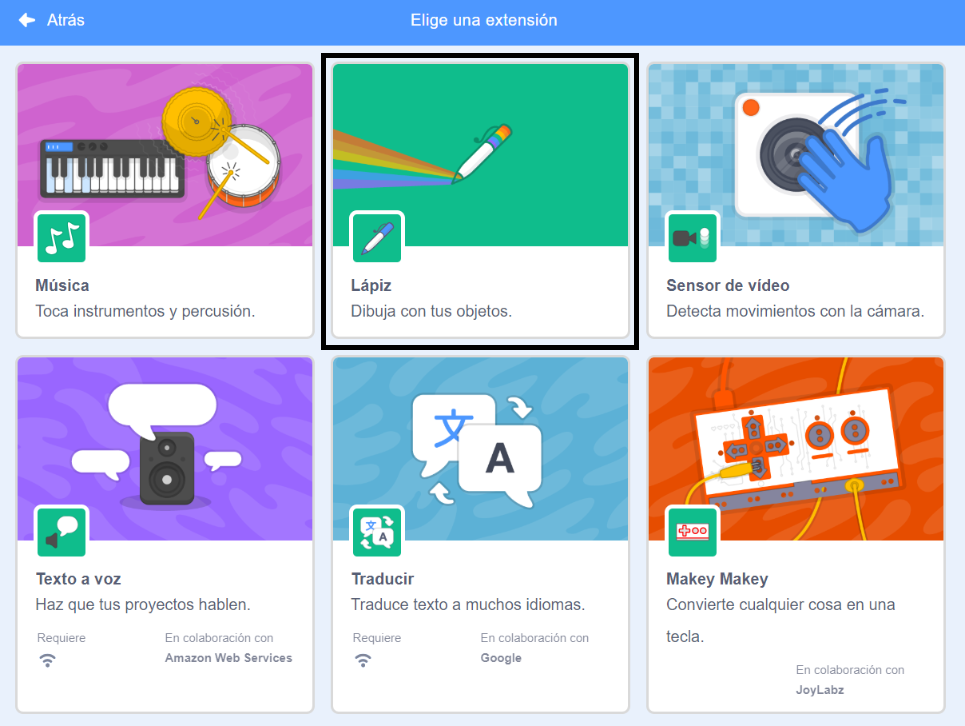 Atrás
Elige una extensión
Música
Toca instrumentos y percusión.
Lápiz
Dibuja con tus objetos.
Sensor de vídeo
Detecta movimientos con la cámara.
文
A
文
A
Texto a voz
Haz que tus proyectos hablen.
Requiere
En colaboración con
Amazon Web Services
Traducir
Traduce texto a muchos idiomas.
Requiere
En colaboración con
Google
Makey Makey
Convierte cualquier cosa en una
tecla.
En colaboración con
JoyLabz